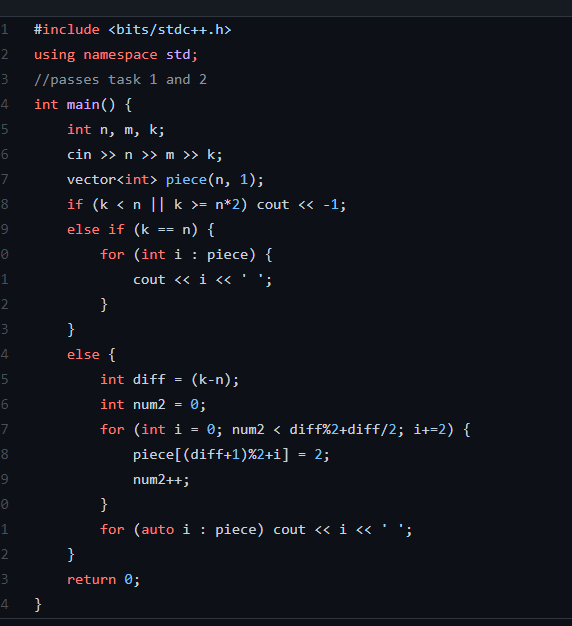 1 #include <bits/stdc++.h>
2 using namespace std;
3 //passes task 1 and 2
4 int main() {
5     int n, m, k;
6     cin >> n >> m >> k;
7     vector<int> piece(n, 1);
8     if (k < n || k >= n*2) cout << -1;
9     else if (k == n) {
0         for (int i : piece) {
1             cout << i << ' ';
2         }
3     }
4     else {
5         int diff = (k-n);
6         int num2 = 0;
7         for (int i = 0; num2 < diff%2+diff/2; i+=2) {
8             piece[(diff+1)%2+i] = 2;
9             num2++;
0         }
1         for (auto i : piece) cout << i << ' ';
2     }
3     return 0;
4 }